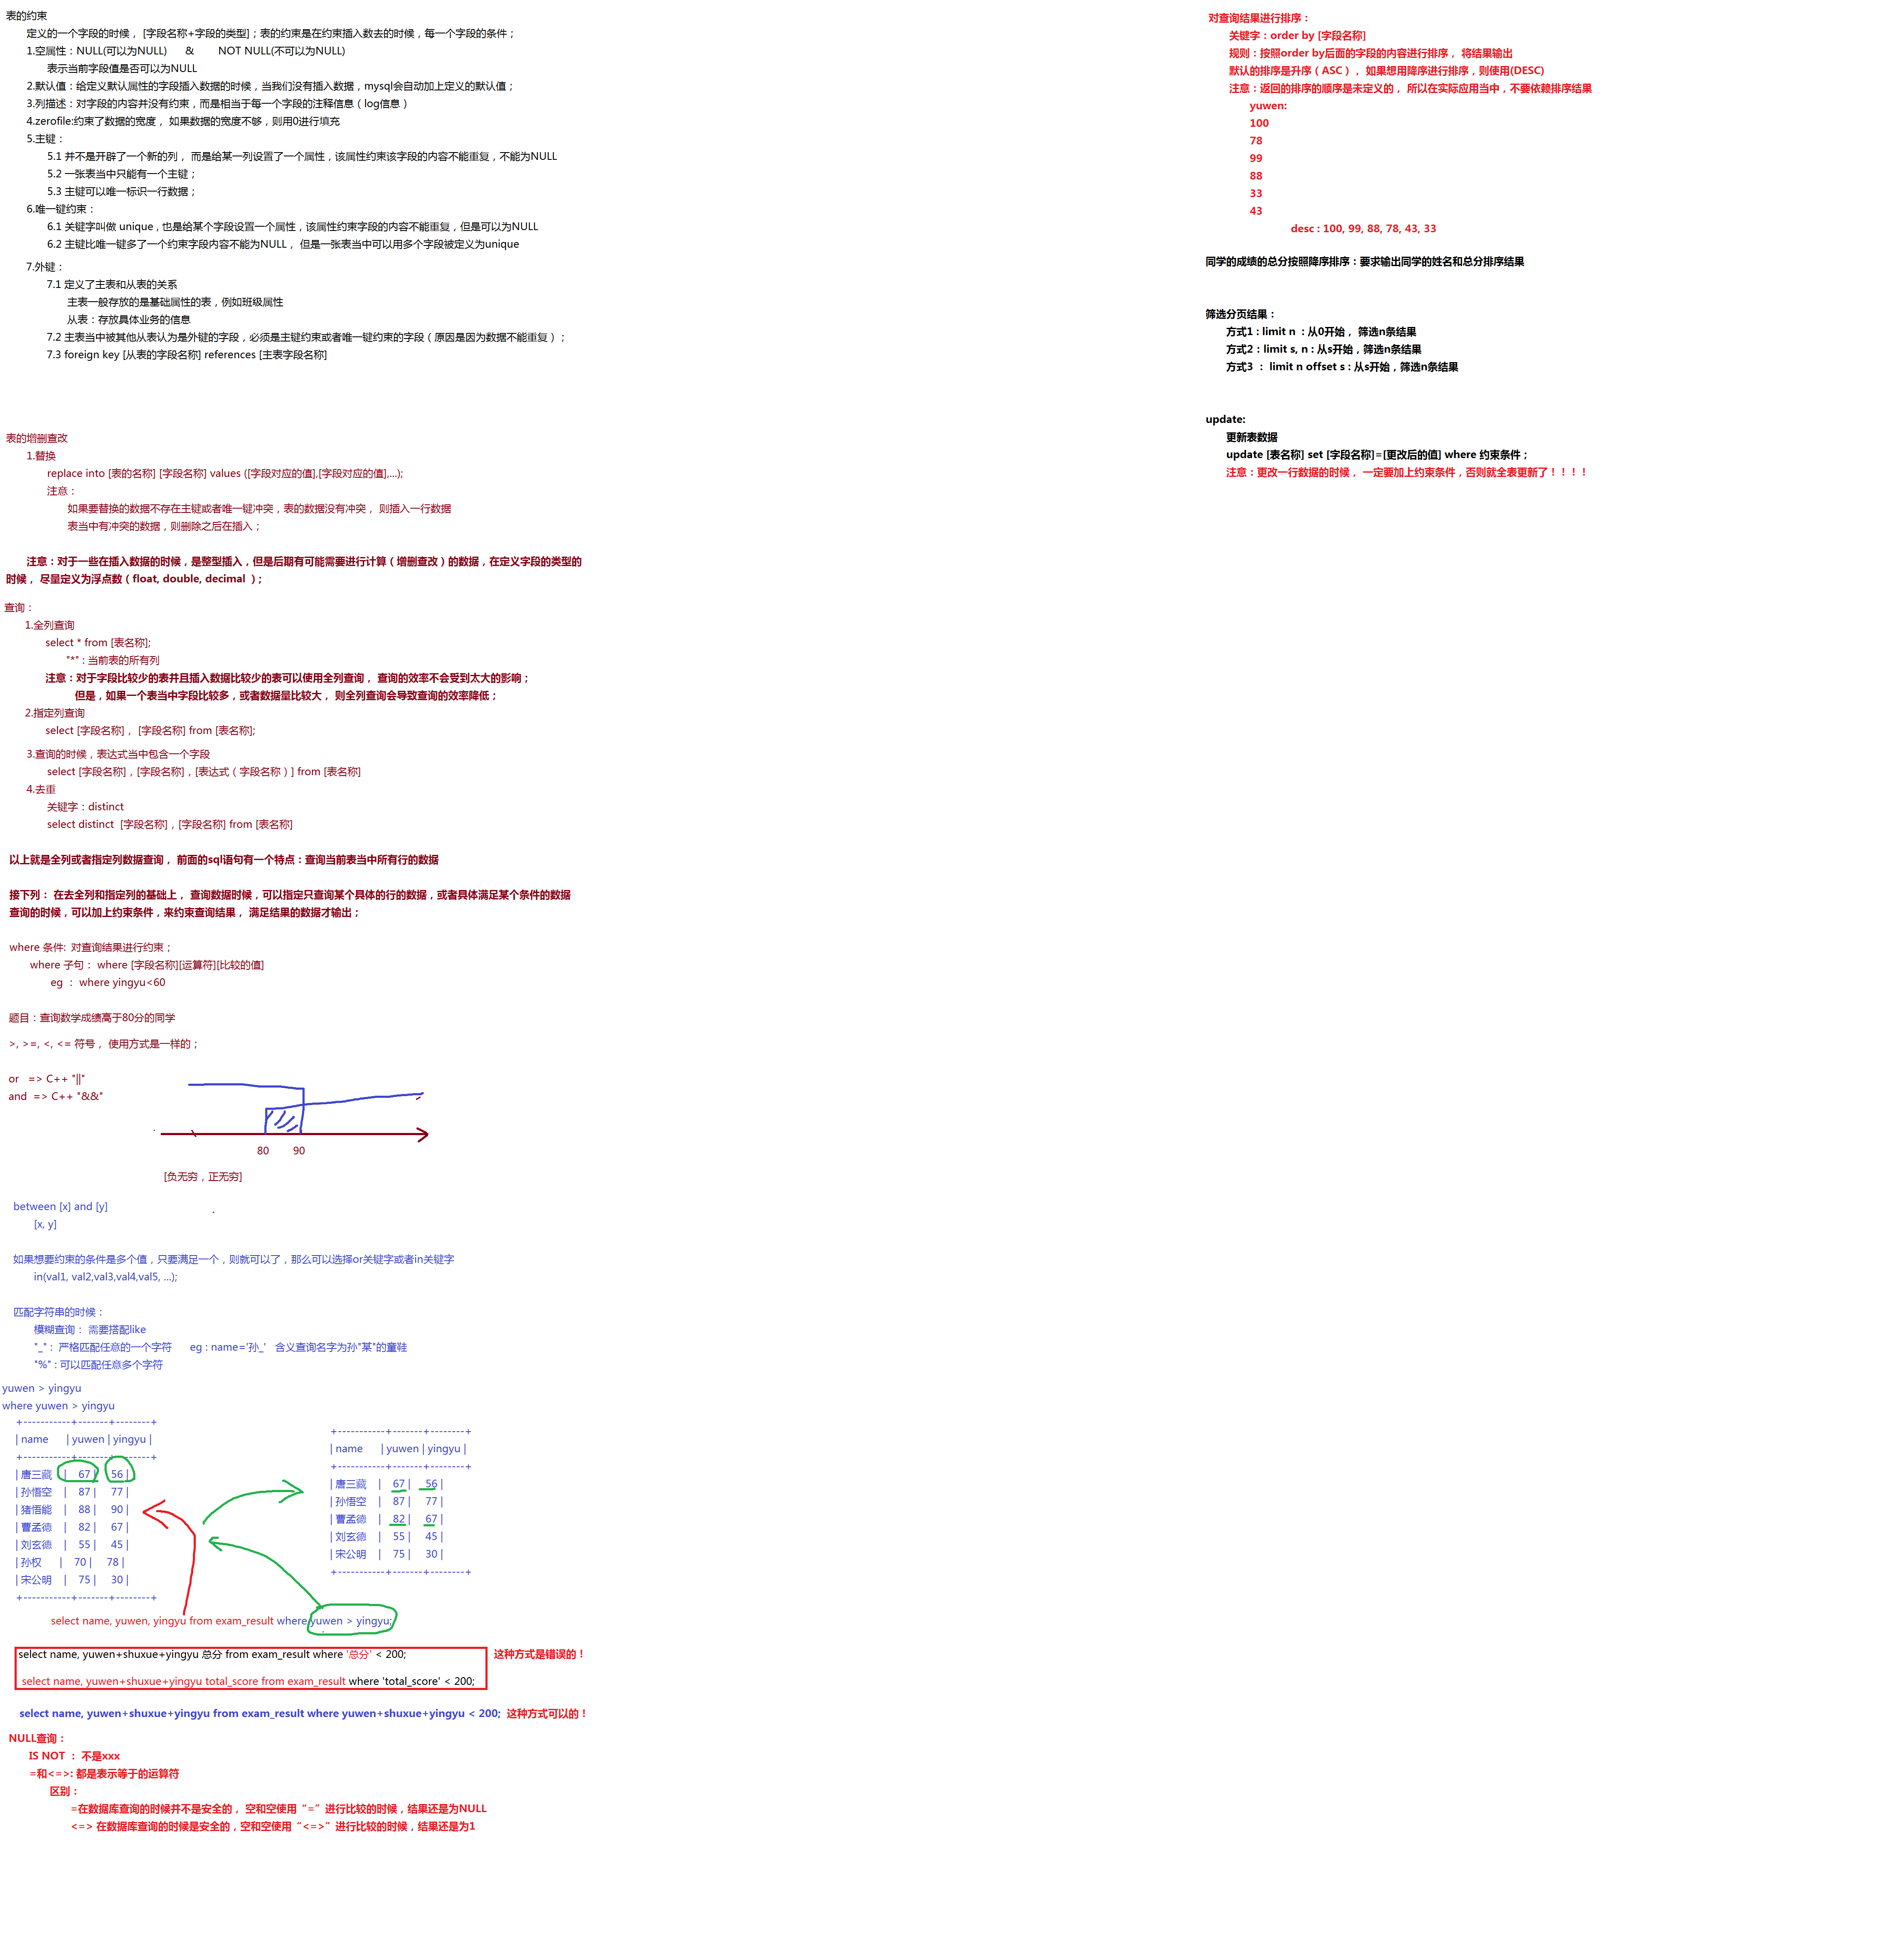 表的约束
定义的一个字段的时候， [字段名称+字段的类型]；表的约束是在约束插入数去的时候，每一个字段的条件；
1.空属性：NULL(可以为NULL) & NOT NULL(不可以为NULL)
表示当前字段值是否可以为NULL
2.默认值：给定义默认属性的字段插入数据的时候，当我们没有插入数据，mysql会自动加上定义的默认值；
3.列描述：对字段的内容并没有约束，而是相当于每一个字段的注释信息（log信息）
4.zerofile:约束了数据的宽度， 如果数据的宽度不够，则用0进行填充
5.主键：
5.1 并不是开辟了一个新的列， 而是给某一列设置了一个属性，该属性约束该字段的内容不能重复，不能为NULL
5.2 一张表当中只能有一个主键；
5.3 主键可以唯一标识一行数据；
6.唯一键约束：
6.1 关键字叫做 unique , 也是给某个字段设置一个属性，该属性约束字段的内容不能重复，但是可以为NULL
6.2 主键比唯一键多了一个约束字段内容不能为NULL， 但是一张表当中可以用多个字段被定义为unique
7.外键：
7.1 定义了主表和从表的关系
主表一般存放的是基础属性的表，例如班级属性
从表：存放具体业务的信息
7.2 主表当中被其他从表认为是外键的字段，必须是主键约束或者唯一键约束的字段（原因是因为数据不能重复）；
7.3 foreign key [从表的字段名称] references [主表字段名称]
表的增删查改
1.替换
replace into [表的名称] [字段名称] values ([字段对应的值],[字段对应的值],...);
注意：
如果要替换的数据不存在主键或者唯一键冲突，表的数据没有冲突， 则插入一行数据
表当中有冲突的数据，则删除之后在插入；
注意：对于一些在插入数据的时候，是整型插入，但是后期有可能需要进行计算（增删查改）的数据，在定义字段的类型的
时候， 尽量定义为浮点数（float, double, decimal ）;
查询：
1.全列查询
select * from [表名称];
"*" : 当前表的所有列
注意：对于字段比较少的表并且插入数据比较少的表可以使用全列查询， 查询的效率不会受到太大的影响；
但是，如果一个表当中字段比较多，或者数据量比较大， 则全列查询会导致查询的效率降低；
2.指定列查询
select [字段名称] ， [字段名称] from [表名称];
3.查询的时候，表达式当中包含一个字段
select [字段名称] , [字段名称] , [表达式（字段名称）] from [表名称]
4.去重
关键字：distinct
select distinct [字段名称] , [字段名称] from [表名称]
以上就是全列或者指定列数据查询， 前面的sql语句有一个特点：查询当前表当中所有行的数据
接下列： 在去全列和指定列的基础上， 查询数据时候，可以指定只查询某个具体的行的数据，或者具体满足某个条件的数据
查询的时候，可以加上约束条件，来约束查询结果， 满足结果的数据才输出；
where 条件: 对查询结果进行约束；
where 子句： where [字段名称][运算符][比较的值]
eg ： where yingyu<60
题目：查询数学成绩高于80分的同学
>, >=, <, <= 符号， 使用方式是一样的；
or => C++ "||"
and => C++ "&&"
80 90
[负无穷，正无穷]
between [x] and [y]
[x, y]
如果想要约束的条件是多个值，只要满足一个，则就可以了，那么可以选择or关键字或者in关键字
in(val1, val2,val3,val4,val5, ...);
匹配字符串的时候：
模糊查询： 需要搭配like
"_" : 严格匹配任意的一个字符 eg : name='孙_' 含义查询名字为孙"某"的童鞋
"%" : 可以匹配任意多个字符
yuwen > yingyu
where yuwen > yingyu
+-----------+-------+--------+
| name | yuwen | yingyu |
+-----------+-------+--------+
| 唐三藏 | 67 | 56 |
| 孙悟空 | 87 | 77 |
| 猪悟能 | 88 | 90 |
| 曹孟德 | 82 | 67 |
| 刘玄德 | 55 | 45 |
| 孙权 | 70 | 78 |
| 宋公明 | 75 | 30 |
+-----------+-------+--------+
+-----------+-------+--------+
| name | yuwen | yingyu |
+-----------+-------+--------+
| 唐三藏 | 67 | 56 |
| 孙悟空 | 87 | 77 |
| 曹孟德 | 82 | 67 |
| 刘玄德 | 55 | 45 |
| 宋公明 | 75 | 30 |
+-----------+-------+--------+
select name, yuwen, yingyu from exam_result where yuwen > yingyu;
select name, yuwen+shuxue+yingyu 总分 from exam_result where '总分' < 200; 这种方式是错误的！
select name, yuwen+shuxue+yingyu total_score from exam_result where 'total_score' < 200;
select name, yuwen+shuxue+yingyu from exam_result where yuwen+shuxue+yingyu < 200; 这种方式可以的！
NULL查询：
IS NOT ： 不是xxx
=和<=>: 都是表示等于的运算符
区别：
=在数据库查询的时候并不是安全的， 空和空使用“=”进行比较的时候，结果还是为NULL
<=> 在数据库查询的时候是安全的，空和空使用“<=>”进行比较的时候，结果还是为1
对查询结果进行排序：
关键字：order by [字段名称]
规则：按照order by后面的字段的内容进行排序， 将结果输出
默认的排序是升序（ASC）， 如果想用降序进行排序，则使用(DESC)
注意：返回的排序的顺序是未定义的， 所以在实际应用当中，不要依赖排序结果
yuwen:
100
78
99
88
33
43
desc : 100, 99, 88, 78, 43, 33
同学的成绩的总分按照降序排序：要求输出同学的姓名和总分排序结果
筛选分页结果：
方式1 : limit n : 从0开始， 筛选n条结果
方式2：limit s, n : 从s开始，筛选n条结果
方式3 ： limit n offset s : 从s开始，筛选n条结果
update:
更新表数据
update [表名称] set [字段名称]=[更改后的值] where 约束条件；
注意：更改一行数据的时候， 一定要加上约束条件，否则就全表更新了！！！！